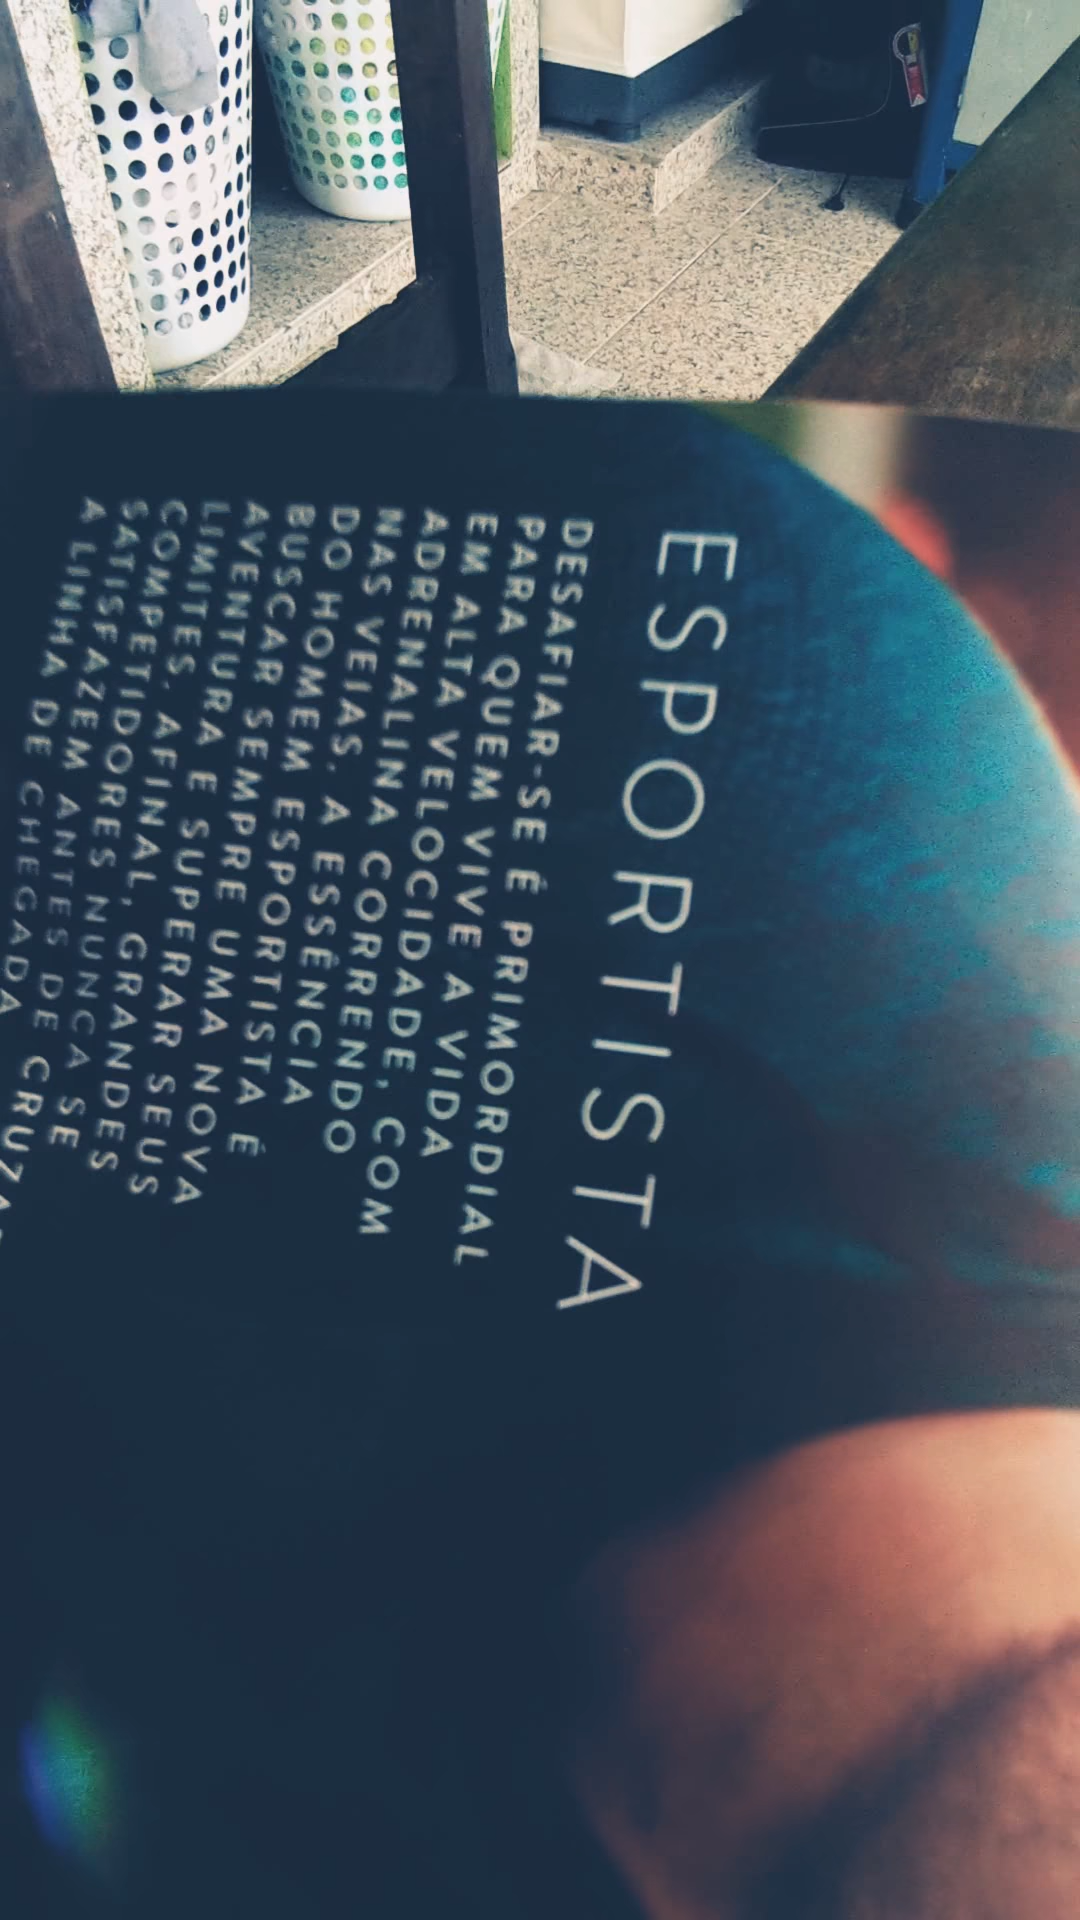 ESPORTISTA
DESAFIAR-SE É PRIMORDIAL
PARA QUEM VIVE A VIDA
EM ALTA VELOCIDADE, COM
ADRENALINA CORRENDO
NAS VEIAS. A ESSÊNCIA
DO HOMEM ESPORTISTA É
BUSCAR SEMPRE UMA NOVA
AVENTURA E SUPERAR SEUS
LIMITES. AFINAL, GRANDES
COMPETIDORES NUNCA SE
SATISFAZEM ANTES DE CRUZAR
A LINHA DE CHEGADA